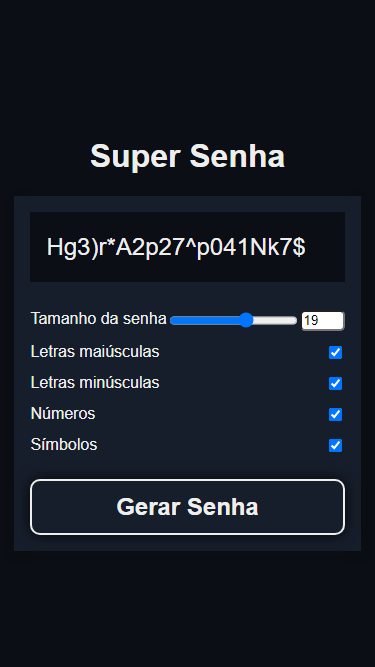 Super Senha
Hg3)r*A2p27^p041Nk7$
Tamanho da senha 19
Letras maiúsculas
Letras minúsculas
Números
Símbolos
Gerar Senha